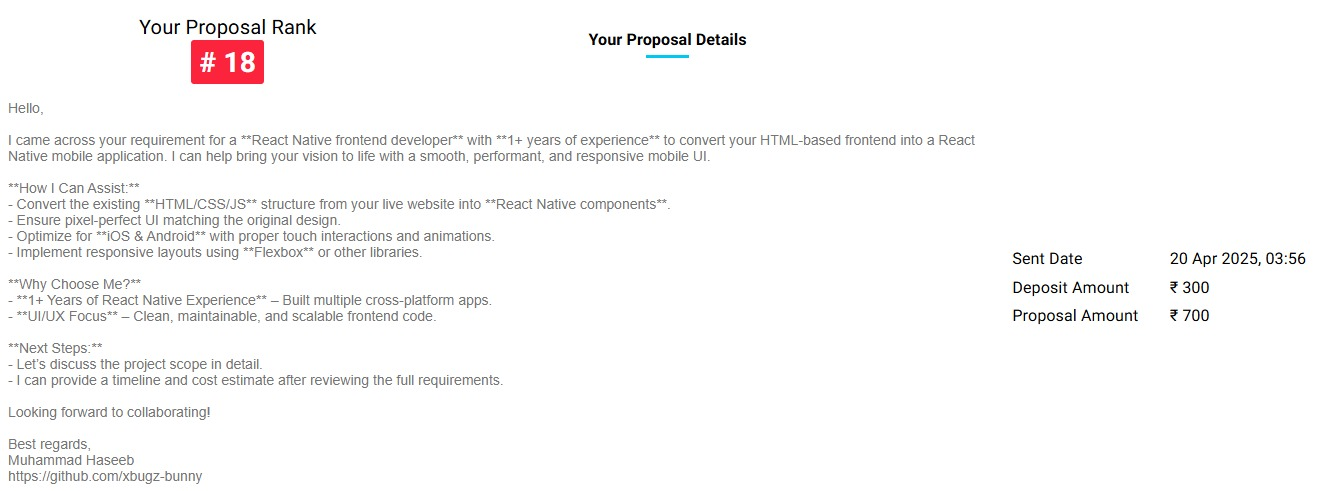 Your Proposal Rank
# 18
Your Proposal Details
Hello,
I came across your requirement for a **React Native frontend developer** with **1+ years of experience** to convert your HTML-based frontend into a React
Native mobile application. I can help bring your vision to life with a smooth, performant, and responsive mobile UI.
**How I Can Assist:**
- Convert the existing **HTML/CSS/JS** structure from your live website into **React Native components**.
- Ensure pixel-perfect UI matching the original design.
- Optimize for **iOS & Android** with proper touch interactions and animations.
- Implement responsive layouts using **Flexbox** or other libraries.
**Why Choose Me?**
- **1+ Years of React Native Experience** – Built multiple cross-platform apps.
- **UI/UX Focus** – Clean, maintainable, and scalable frontend code.
**Next Steps:**
- Let’s discuss the project scope in detail.
- I can provide a timeline and cost estimate after reviewing the full requirements.
Looking forward to collaborating!
Best regards,
Muhammad Haseeb
https://github.com/xbugz-bunny
Sent Date 20 Apr 2025, 03:56
Deposit Amount ₹ 300
Proposal Amount ₹ 700